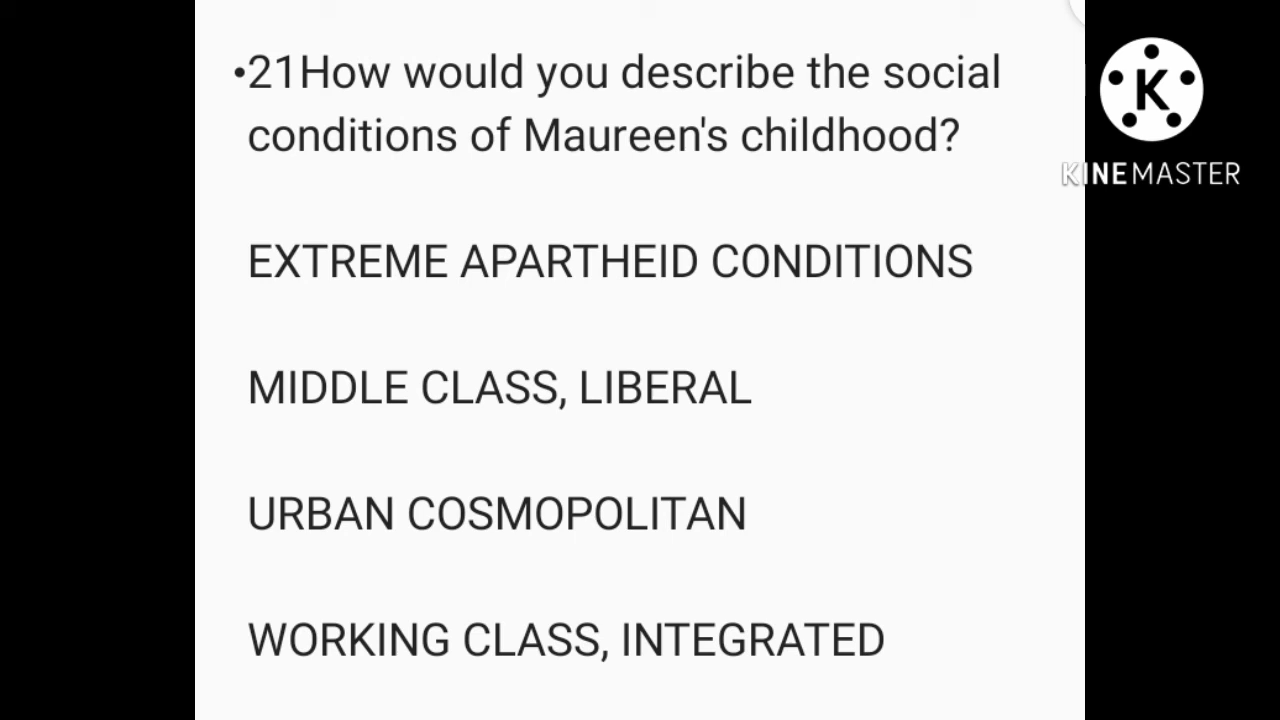 •21How would you describe the social
conditions of Maureen's childhood?
EXTREME APARTHEID CONDITIONS
MIDDLE CLASS, LIBERAL
URBAN COSMOPOLITAN
WORKING CLASS, INTEGRATED
K
KINEMASTER